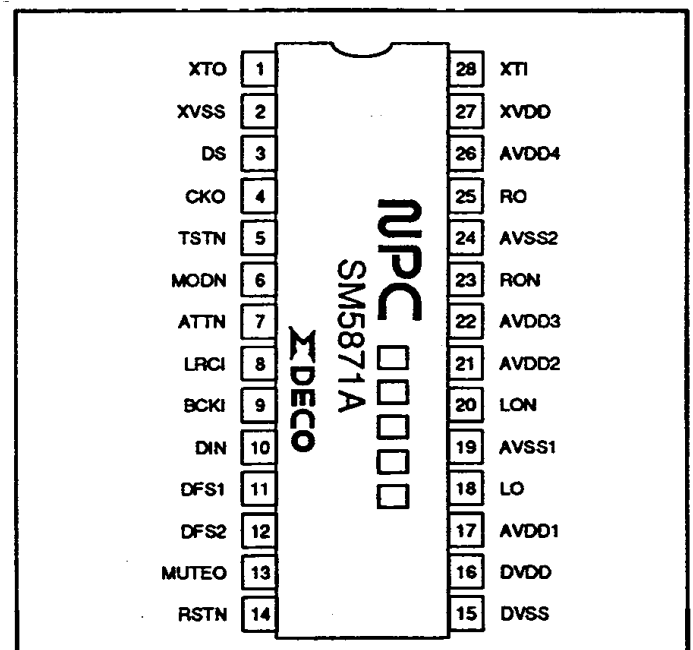 XTO 1 28 XTI
XVSS 2 27 XVDD
DS 3 26 AVDD4
CKO 4 25 RO
TSTN 5 24 AVSS2
MODN 6 23 RON
ATTN 7 22 AVDD3
LRCI 8 21 AVDD2
BCKI 9 20 LON
DIN 10 19 AVSS1
DFS1 11 18 LO
DFS2 12 17 AVDD1
MUTEO 13 16 DVDD
RSTN 14 15 DVSS
NPC
SM5871A
ΣDECO